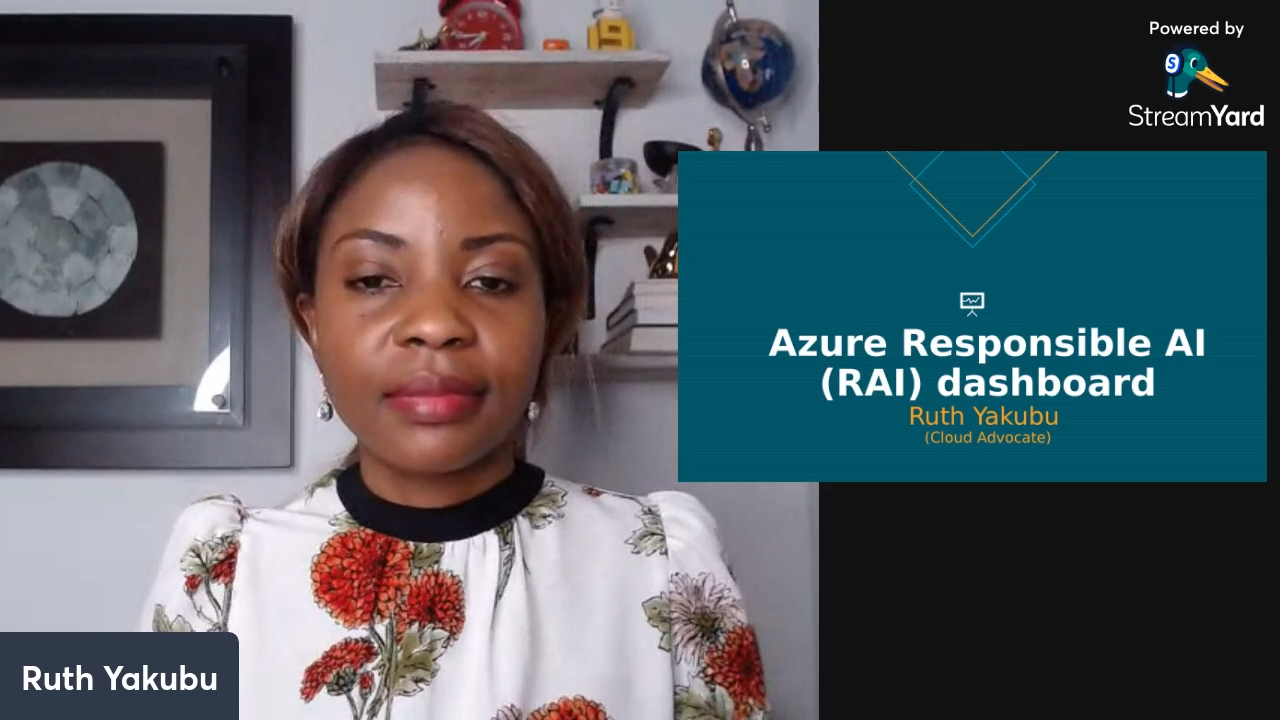 Powered by
S
StreamYard
Azure Responsible AI
(RAI) dashboard
Ruth Yakubu
(Cloud Advocate)
Ruth Yakubu